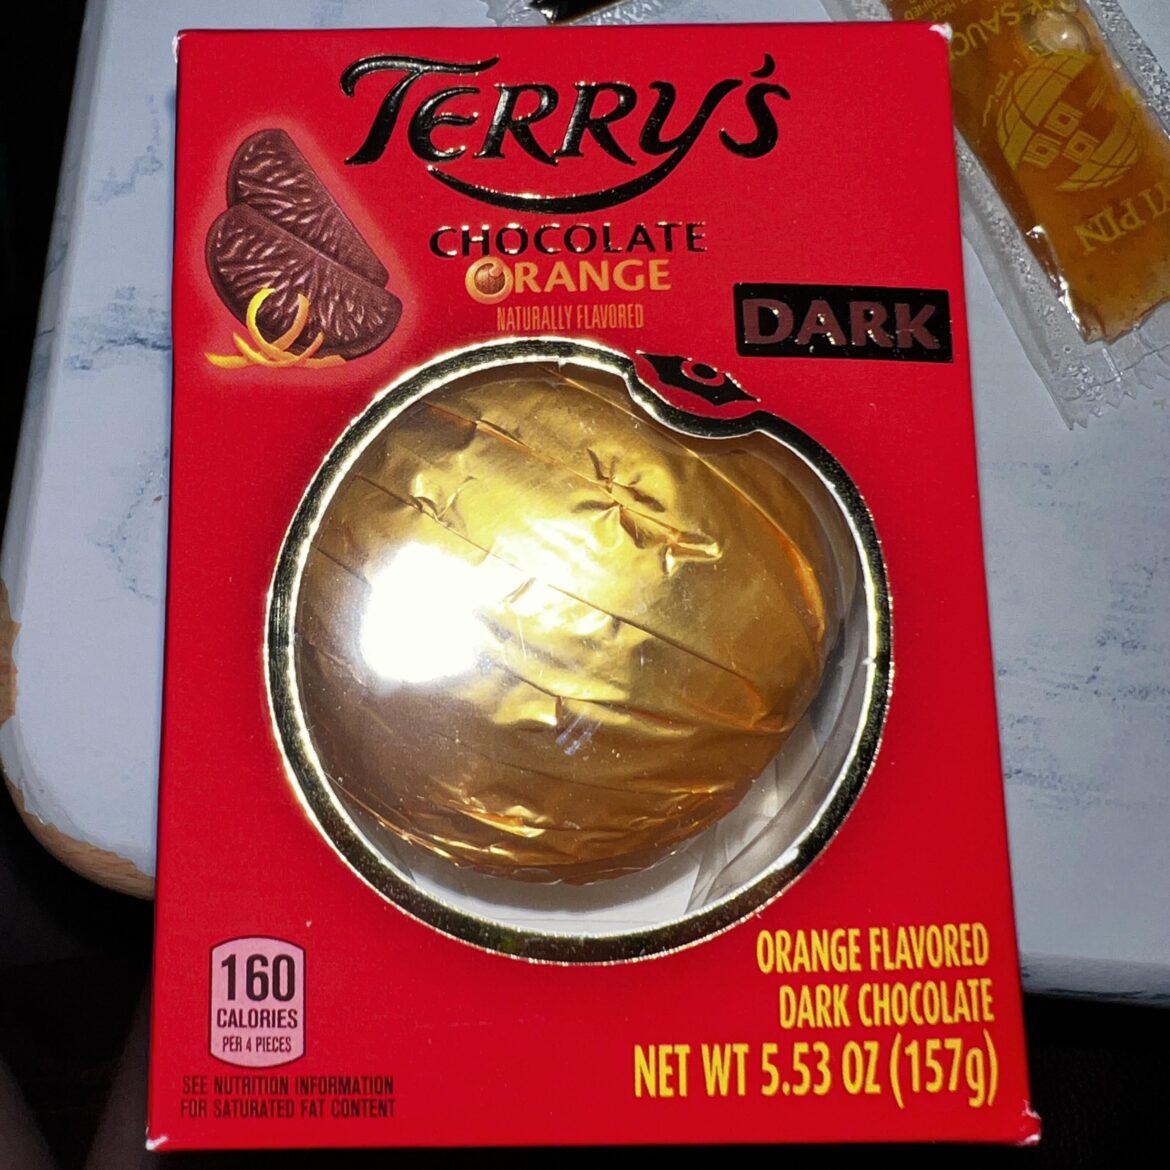 TERRY'S
CHOCOLATE
ORANGE
NATURALLY FLAVORED
DARK
160
CALORIES
PER 4 PIECES
SEE NUTRITION INFORMATION
FOR SATURATED FAT CONTENT
ORANGE FLAVORED
DARK CHOCOLATE
NET WT 5.53 OZ (157g)